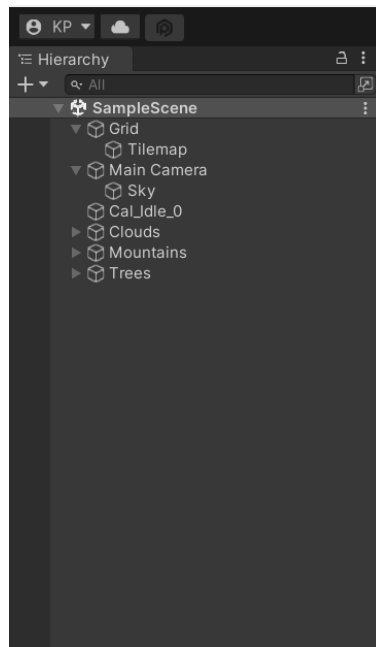 KP
Hierarchy
All
SampleScene
Grid
Tilemap
Main Camera
Sky
Cal_Idle_0
Clouds
Mountains
Trees